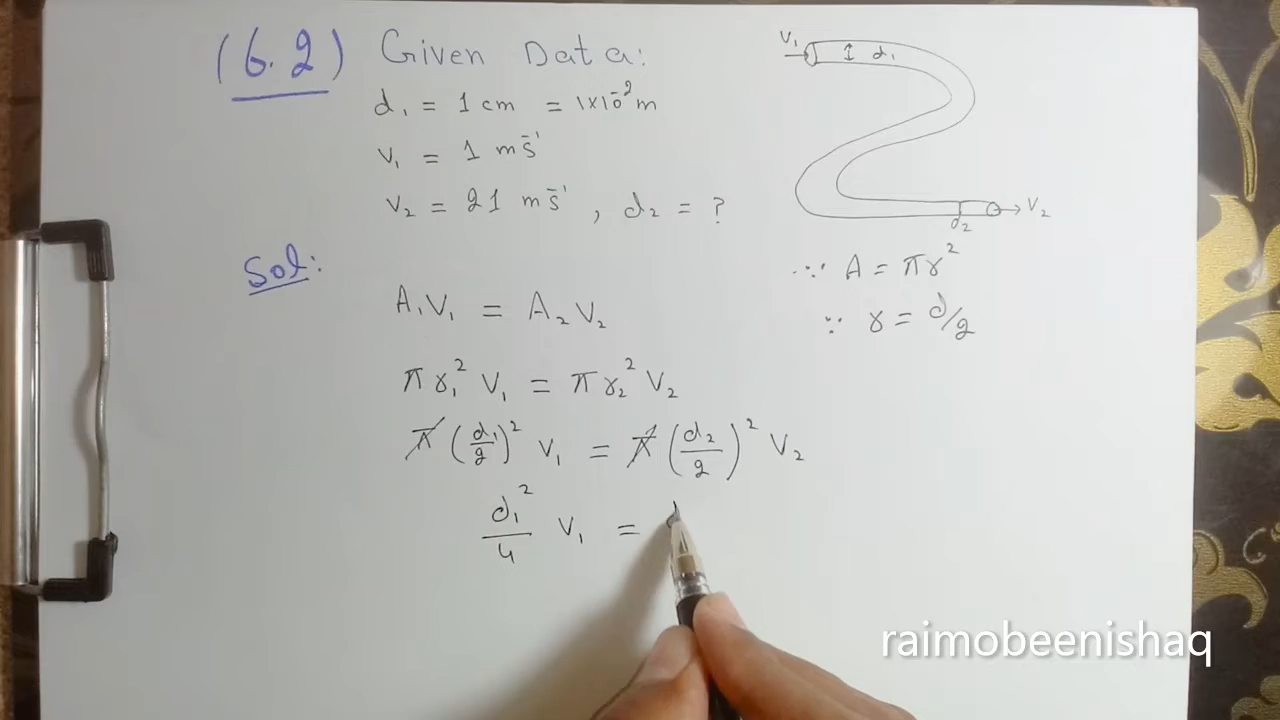 (6.2) Given Data:
d₁ = 1 cm = 1×10⁻² m
V₁ = 1 ms⁻¹
V₂ = 21 ms⁻¹ , d₂ = ?
V₁ d₁
V₂
d₂
Sol:
A₁V₁ = A₂V₂
∵ A = πr²
∵ r = d/2
πr₁² V₁ = πr₂² V₂
π (d₁/2)² V₁ = π (d₂/2)² V₂
d₁²/4 V₁ =
raimobeenishaq